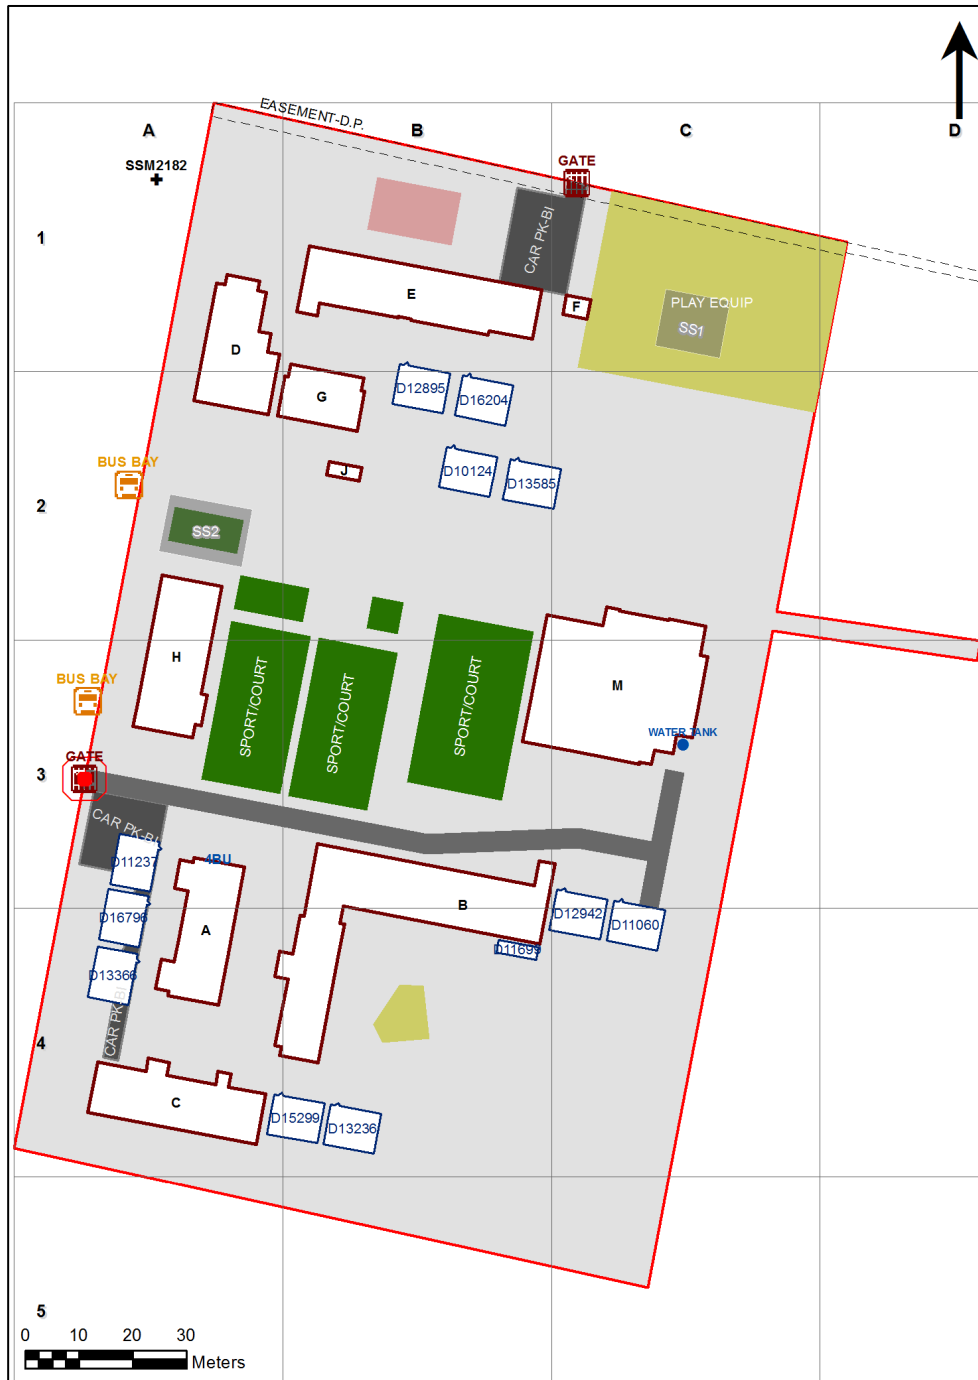 EASEMENT-D.P.
A
B
C
D
SSM2182
GATE
1
CAR PK-BI
E
F
PLAY EQUIP
SS1
D
G
D12895
D16204
J
D10124
D13585
BUS BAY
2
SS2
H
SPORT/COURT
SPORT/COURT
SPORT/COURT
M
BUS BAY
WATER TANK
GATE
3
CAR PK-BI
D11237
4BU
D16796
A
B
D12942
D11060
D11699
D13366
CAR PK-BI
4
C
D15299
D13236
5
0 10 20 30
Meters